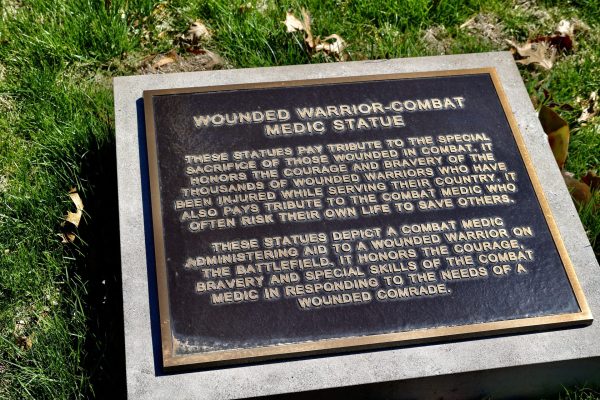 WOUNDED WARRIOR-COMBAT
MEDIC STATUE
THESE STATUES PAY TRIBUTE TO THE SPECIAL
SACRIFICE OF THOSE WOUNDED IN COMBAT. IT
HONORS THE COURAGE AND BRAVERY OF THE
THOUSANDS OF WOUNDED WARRIORS WHO HAVE
BEEN INJURED WHILE SERVING THEIR COUNTRY. IT
ALSO PAYS TRIBUTE TO THE COMBAT MEDIC WHO
OFTEN RISK THEIR OWN LIFE TO SAVE OTHERS.
THESE STATUES DEPICT A COMBAT MEDIC
ADMINISTERING AID TO A WOUNDED WARRIOR ON
THE BATTLEFIELD. IT HONORS THE COURAGE,
BRAVERY AND SPECIAL SKILLS OF THE COMBAT
MEDIC IN RESPONDING TO THE NEEDS OF A
WOUNDED COMRADE.